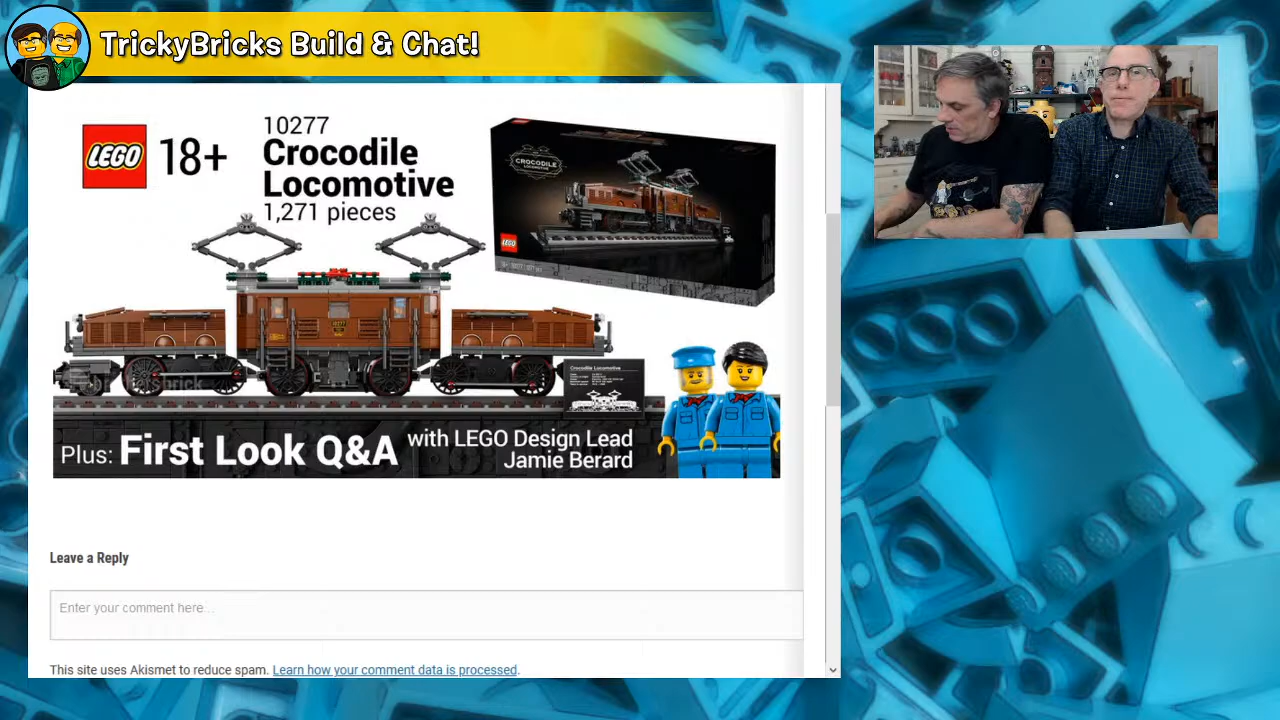 TrickyBricks Build & Chat!
LEGO
18+
10277
Crocodile
Locomotive
1,271 pieces
CROCODILE
LEGO
10277
Crocodile Locomotive
Plus: First Look Q&A with LEGO Design Lead
Jamie Berard
Leave a Reply
Enter your comment here...
This site uses Akismet to reduce spam. Learn how your comment data is processed.